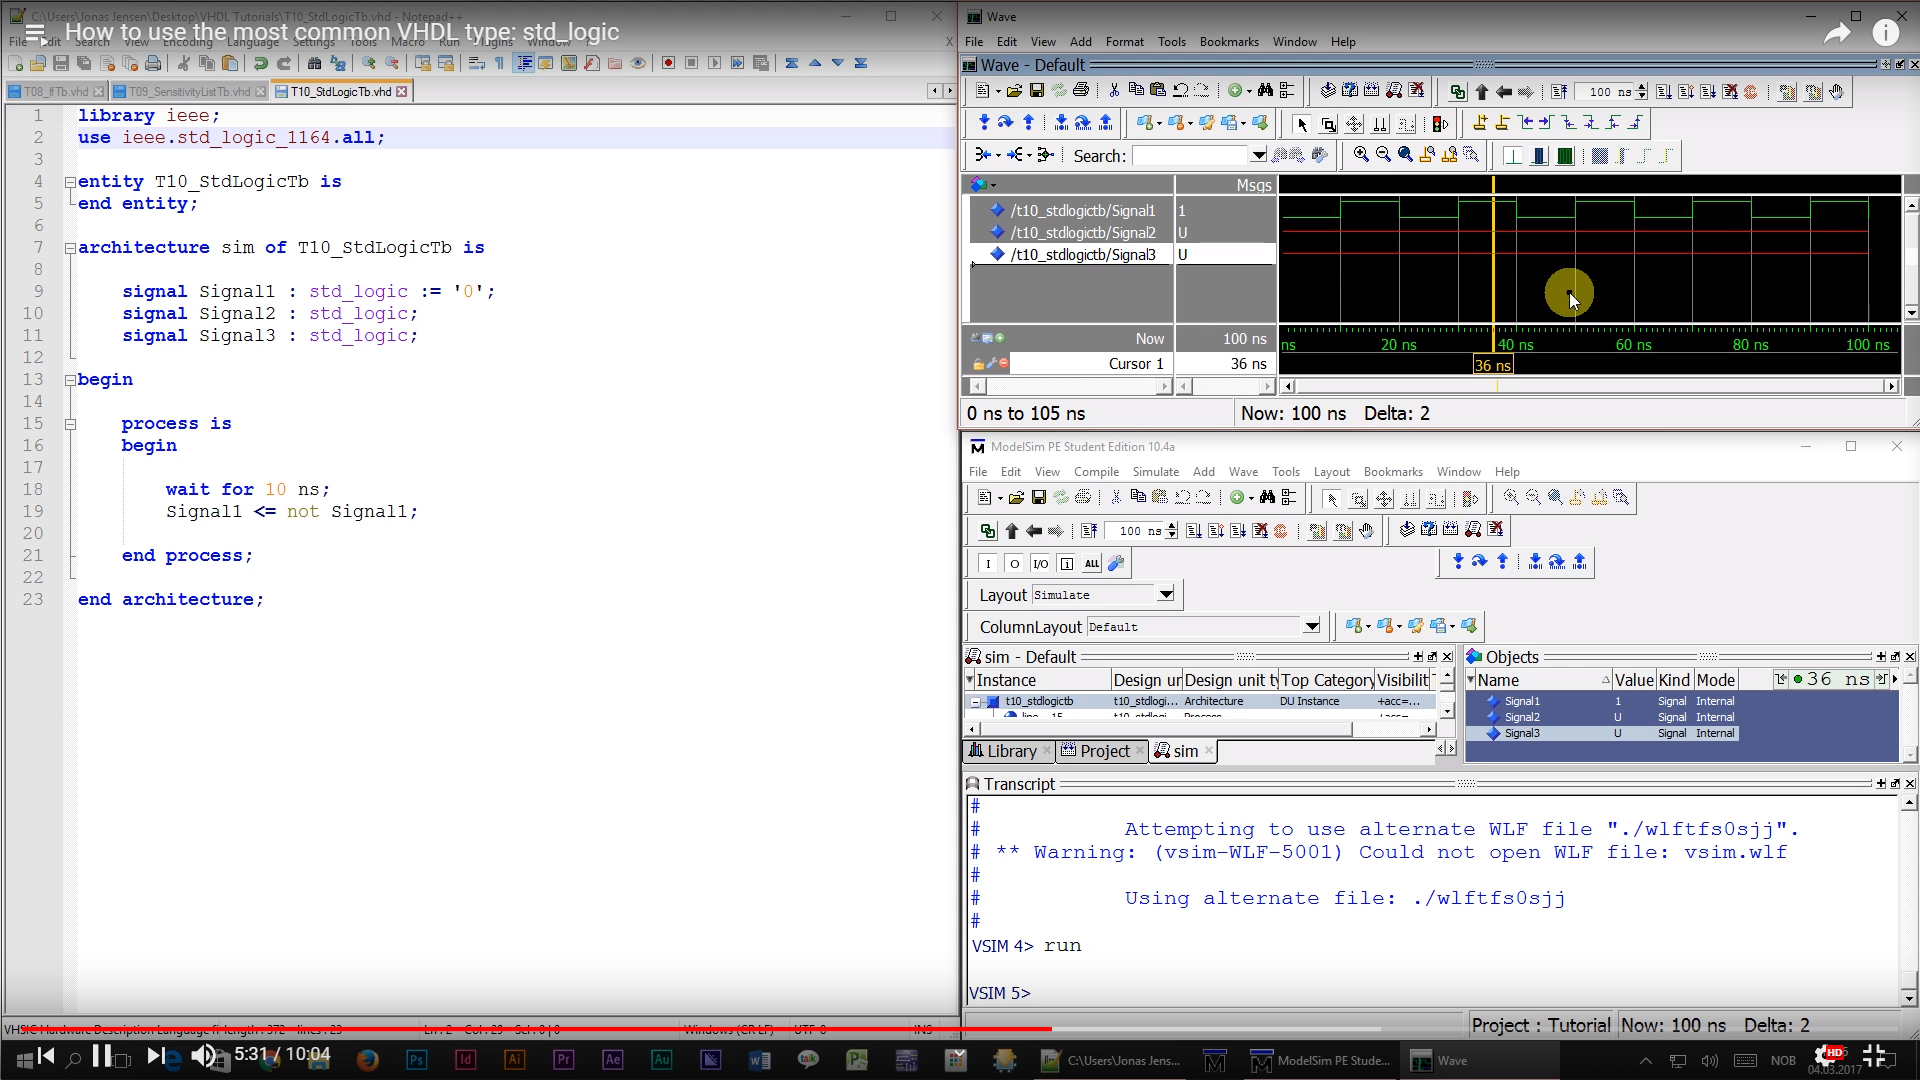 C:\Users\Jonas Jensen\Desktop\VHDL Tutorials\T10_StdLogicTb.vhd - Notepad++
How to use the most common VHDL type: std_logic
File Edit Search View Encoding Language Settings Tools Macro Run Plugins Window ?
T08_IfTb.vhd T09_SensitivityListTb.vhd T10_StdLogicTb.vhd
1 library ieee;
2 use ieee.std_logic_1164.all;
3
4 entity T10_StdLogicTb is
5 end entity;
6
7 architecture sim of T10_StdLogicTb is
8
9 signal Signal1 : std_logic := '0';
10 signal Signal2 : std_logic;
11 signal Signal3 : std_logic;
12
13 begin
14
15 process is
16 begin
17
18 wait for 10 ns;
19 Signal1 <= not Signal1;
20
21 end process;
22
23 end architecture;
Wave
File Edit View Add Format Tools Bookmarks Window Help
Wave - Default
100 ns
Search:
Msgs
/t10_stdlogictb/Signal1 1
/t10_stdlogictb/Signal2 U
/t10_stdlogictb/Signal3 U
Now 100 ns
ns 20 ns 40 ns 60 ns 80 ns 100 ns
Cursor 1 36 ns
36 ns
0 ns to 105 ns Now: 100 ns Delta: 2
ModelSim PE Student Edition 10.4a
File Edit View Compile Simulate Add Wave Tools Layout Bookmarks Window Help
100 ns
I O I/O ALL
Layout Simulate
ColumnLayout Default
sim - Default
Instance Design ur Design unit t Top Category Visibilit
t10_stdlogictb t10_stdlogi... Architecture DU Instance +acc=...
Library Project sim
Objects
Name Value Kind Mode 36 ns
Signal1 1 Signal Internal
Signal2 U Signal Internal
Signal3 U Signal Internal
Transcript
#
# Attempting to use alternate WLF file "./wlftfs0sjj".
# ** Warning: (vsim-WLF-5001) Could not open WLF file: vsim.wlf
#
# Using alternate file: ./wlftfs0sjj
#
VSIM 4> run
VSIM 5>
Project : Tutorial Now: 100 ns Delta: 2
VHSIC Hardware Description Language fi length : 372 lines : 23 Ln : 2 Col : 29 Sel : 0 | 0 Windows (CR LF) UTF-8 INS
5:31 / 10:04
Ps Id Ai Pr Ae Au talk C:\Users\Jonas Jens... ModelSim PE Stude... Wave NOB HD
04.03.2017